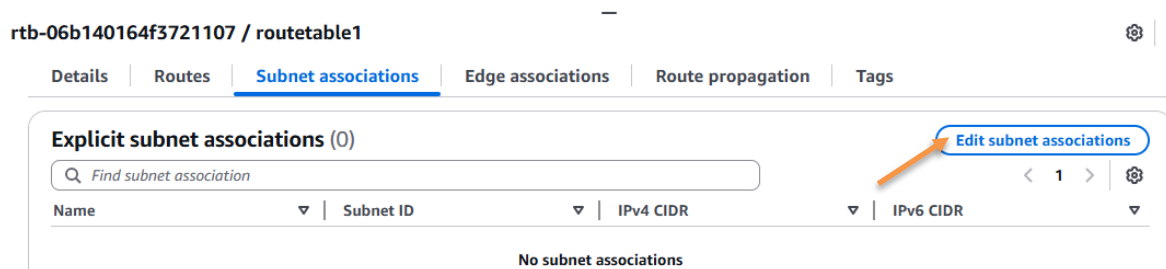 rtb-06b140164f3721107 / routetable1
Details Routes Subnet associations Edge associations Route propagation Tags
Explicit subnet associations (0)
Edit subnet associations
Find subnet association
1
Name Subnet ID IPv4 CIDR IPv6 CIDR
No subnet associations